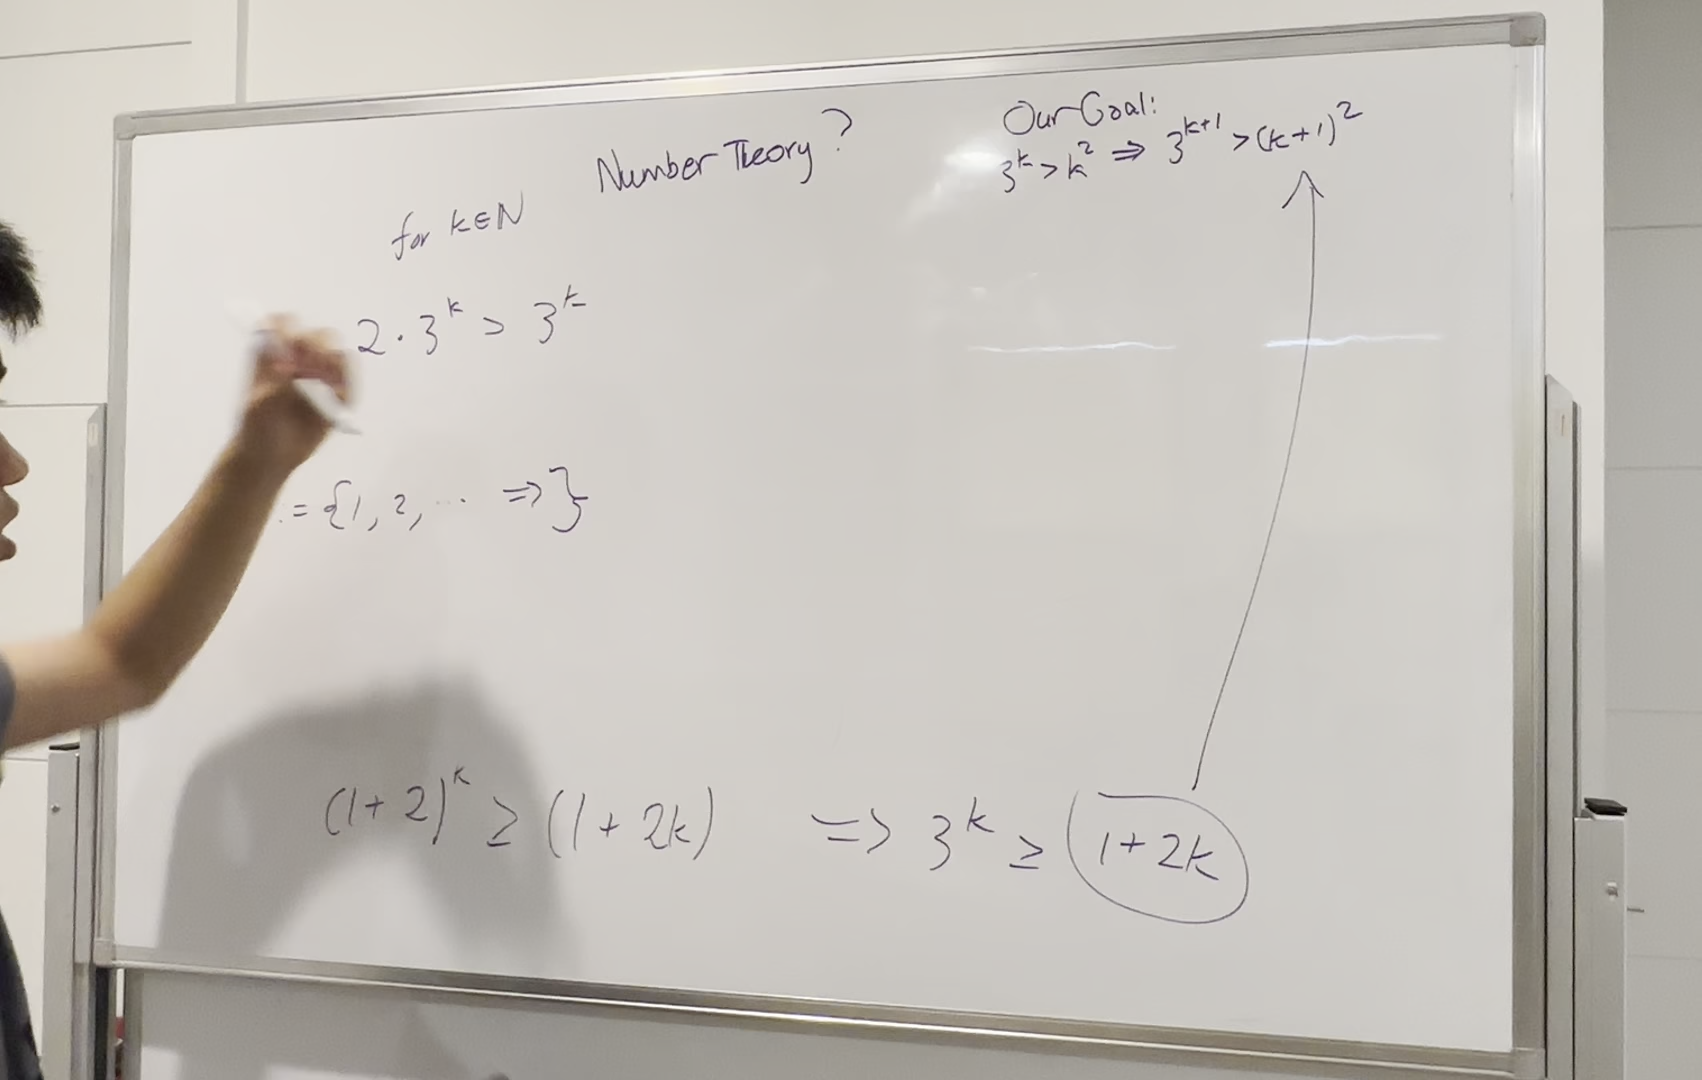 Number Theory?
Our Goal:
3^k > k^2 ⇒ 3^{k+1} > (k+1)^2
for k∈N
2 · 3^k > 3^k
:= {1, 2, ... ⇒}
(1+2)^k ≥ (1 + 2k) ⇒ 3^k ≥ 1+2k